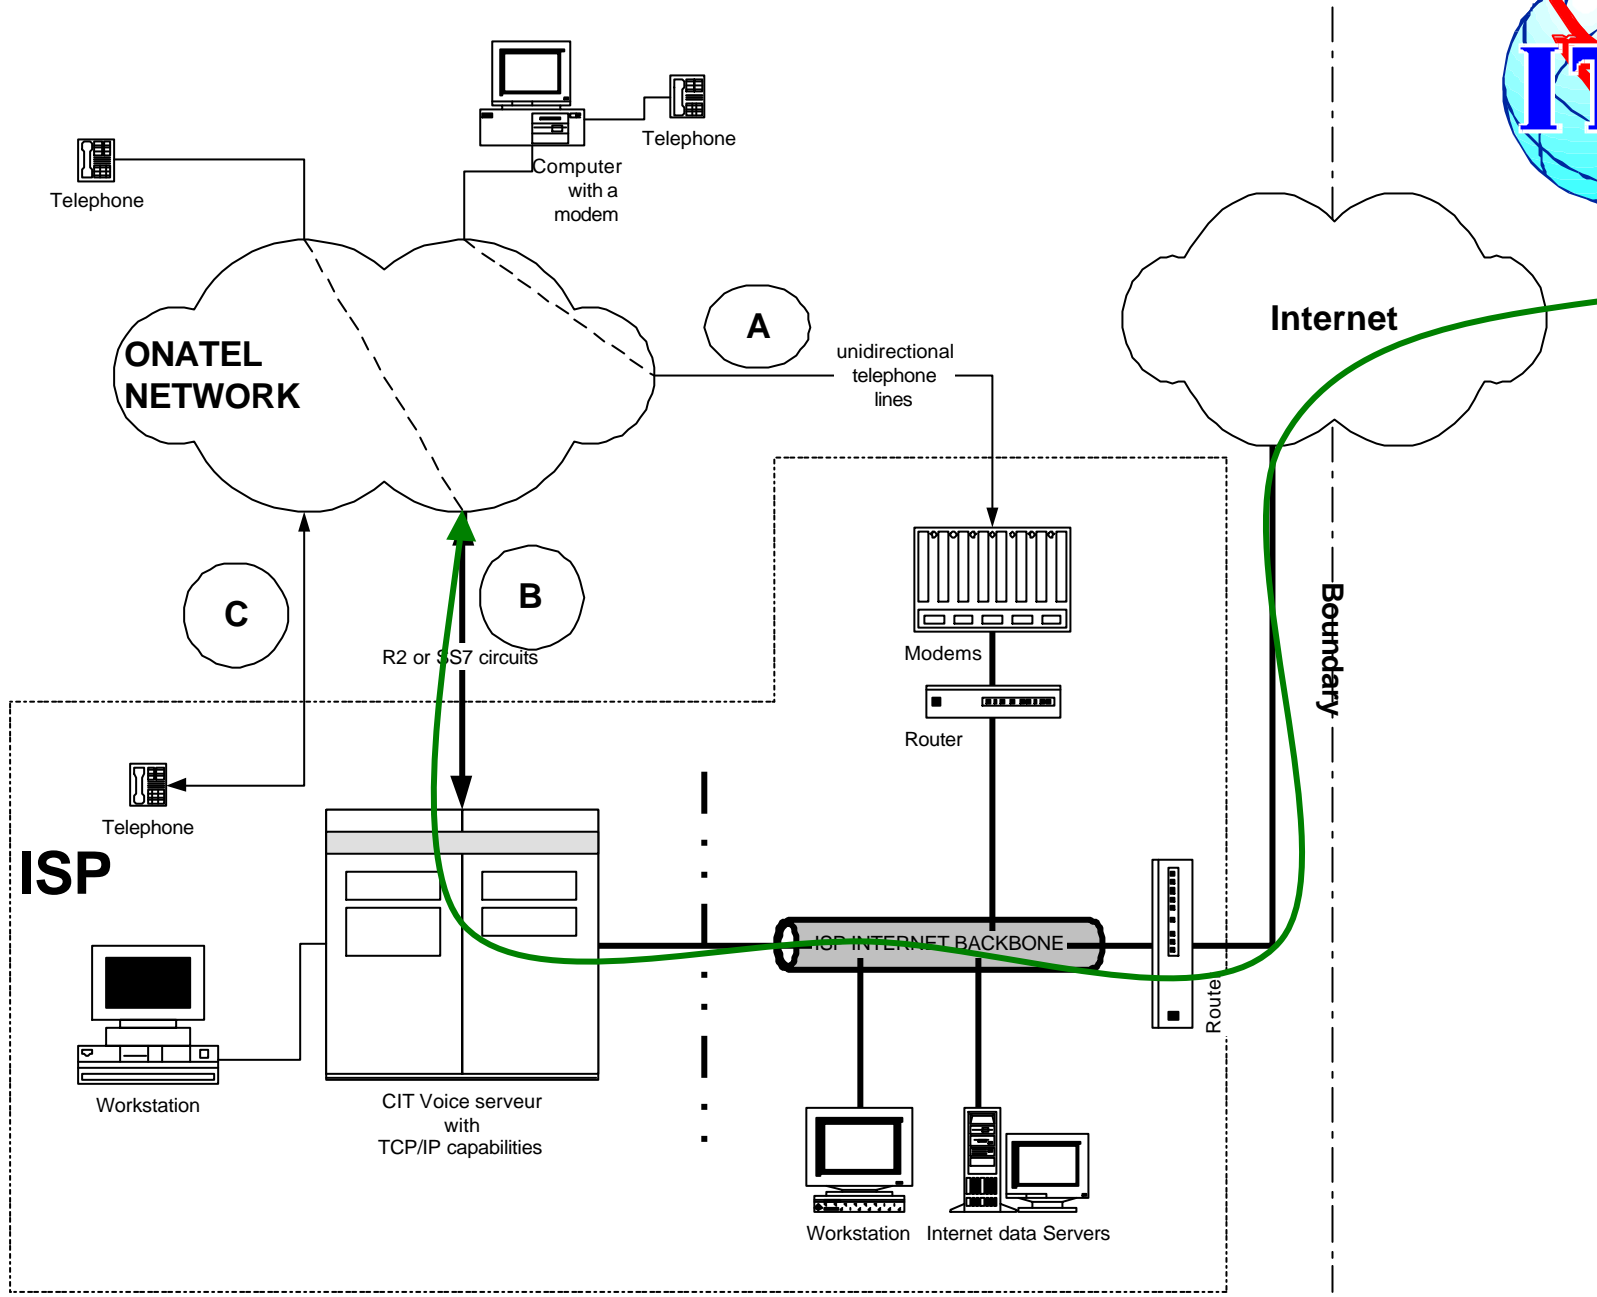 Telephone
Computer
with a
modem
Telephone
ONATEL
NETWORK
A
unidirectional
telephone
lines
Internet
C
B
R2 or SS7 circuits
Boundary
Modems
Router
Telephone
ISP
ISP INTERNET BACKBONE
Workstation
CIT Voice serveur
with
TCP/IP capabilities
Workstation
Internet data Servers